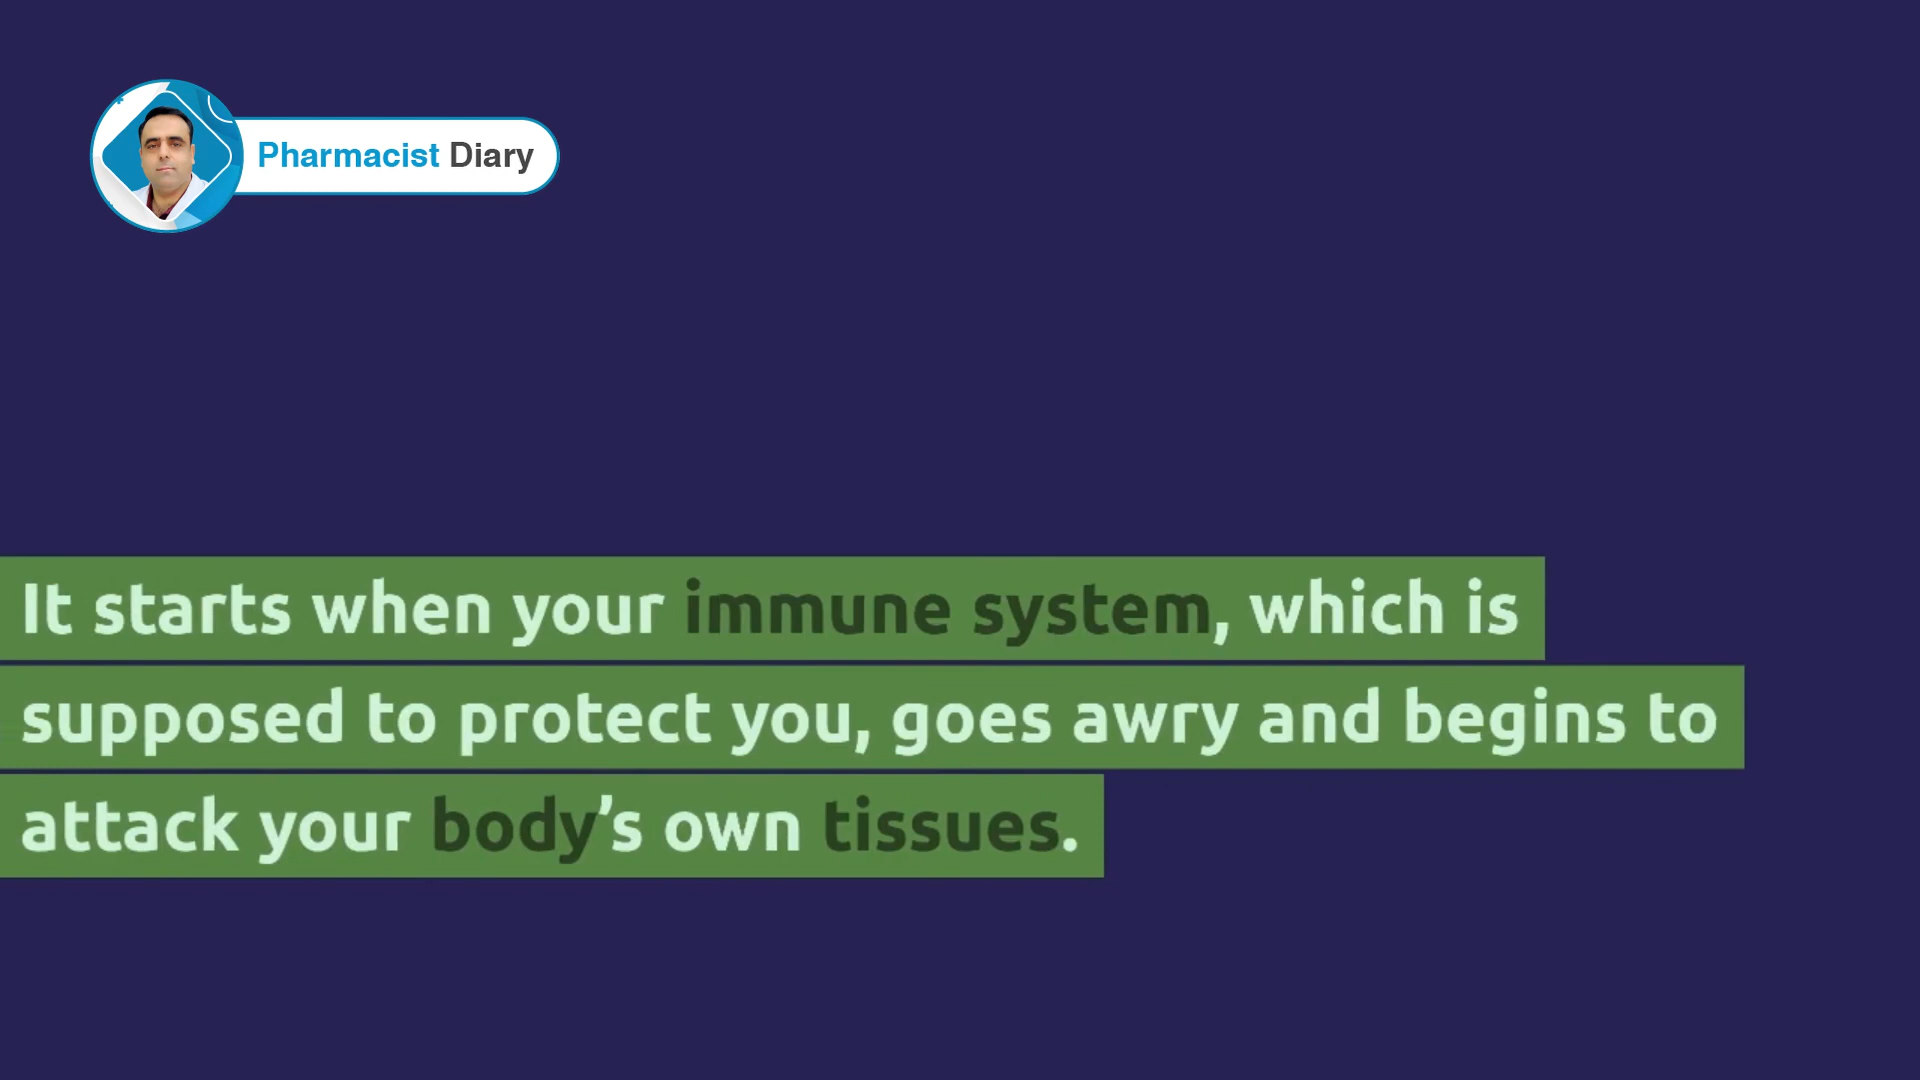 Pharmacist Diary
It starts when your immune system, which is
supposed to protect you, goes awry and begins to
attack your body’s own tissues.